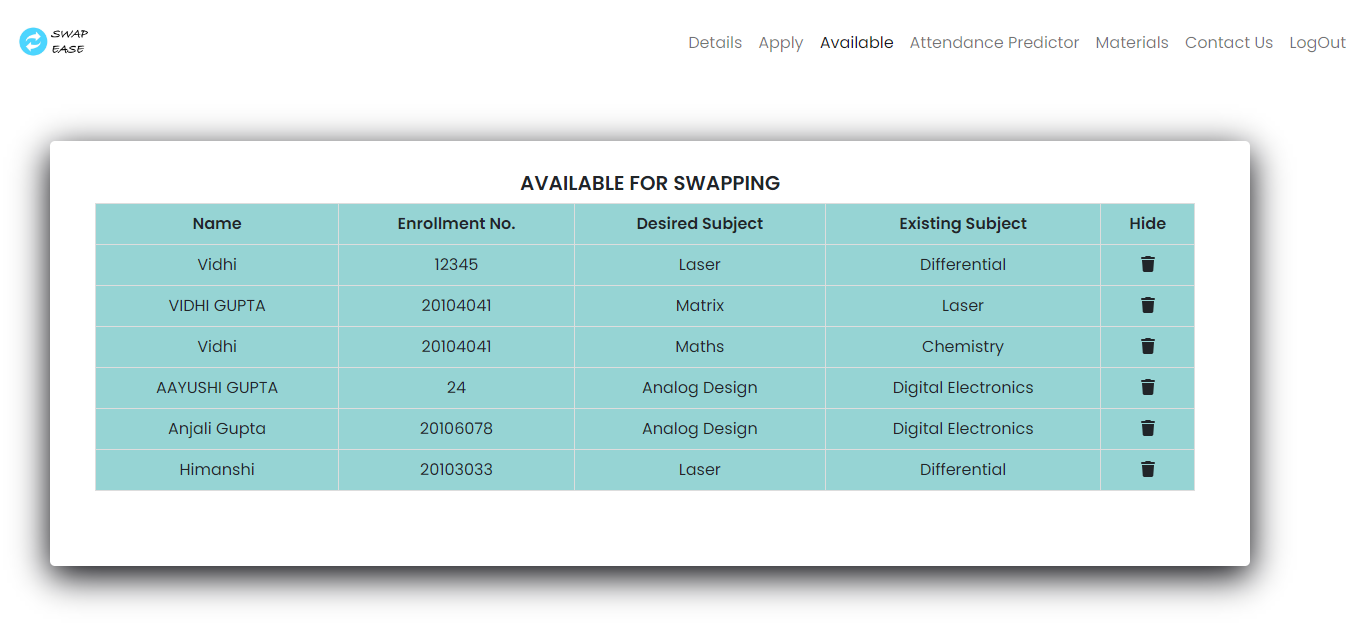 SWAP
EASE
Details Apply Available Attendance Predictor Materials Contact Us LogOut
AVAILABLE FOR SWAPPING
Name Enrollment No. Desired Subject Existing Subject Hide
Vidhi 12345 Laser Differential
VIDHI GUPTA 20104041 Matrix Laser
Vidhi 20104041 Maths Chemistry
AAYUSHI GUPTA 24 Analog Design Digital Electronics
Anjali Gupta 20106078 Analog Design Digital Electronics
Himanshi 20103033 Laser Differential